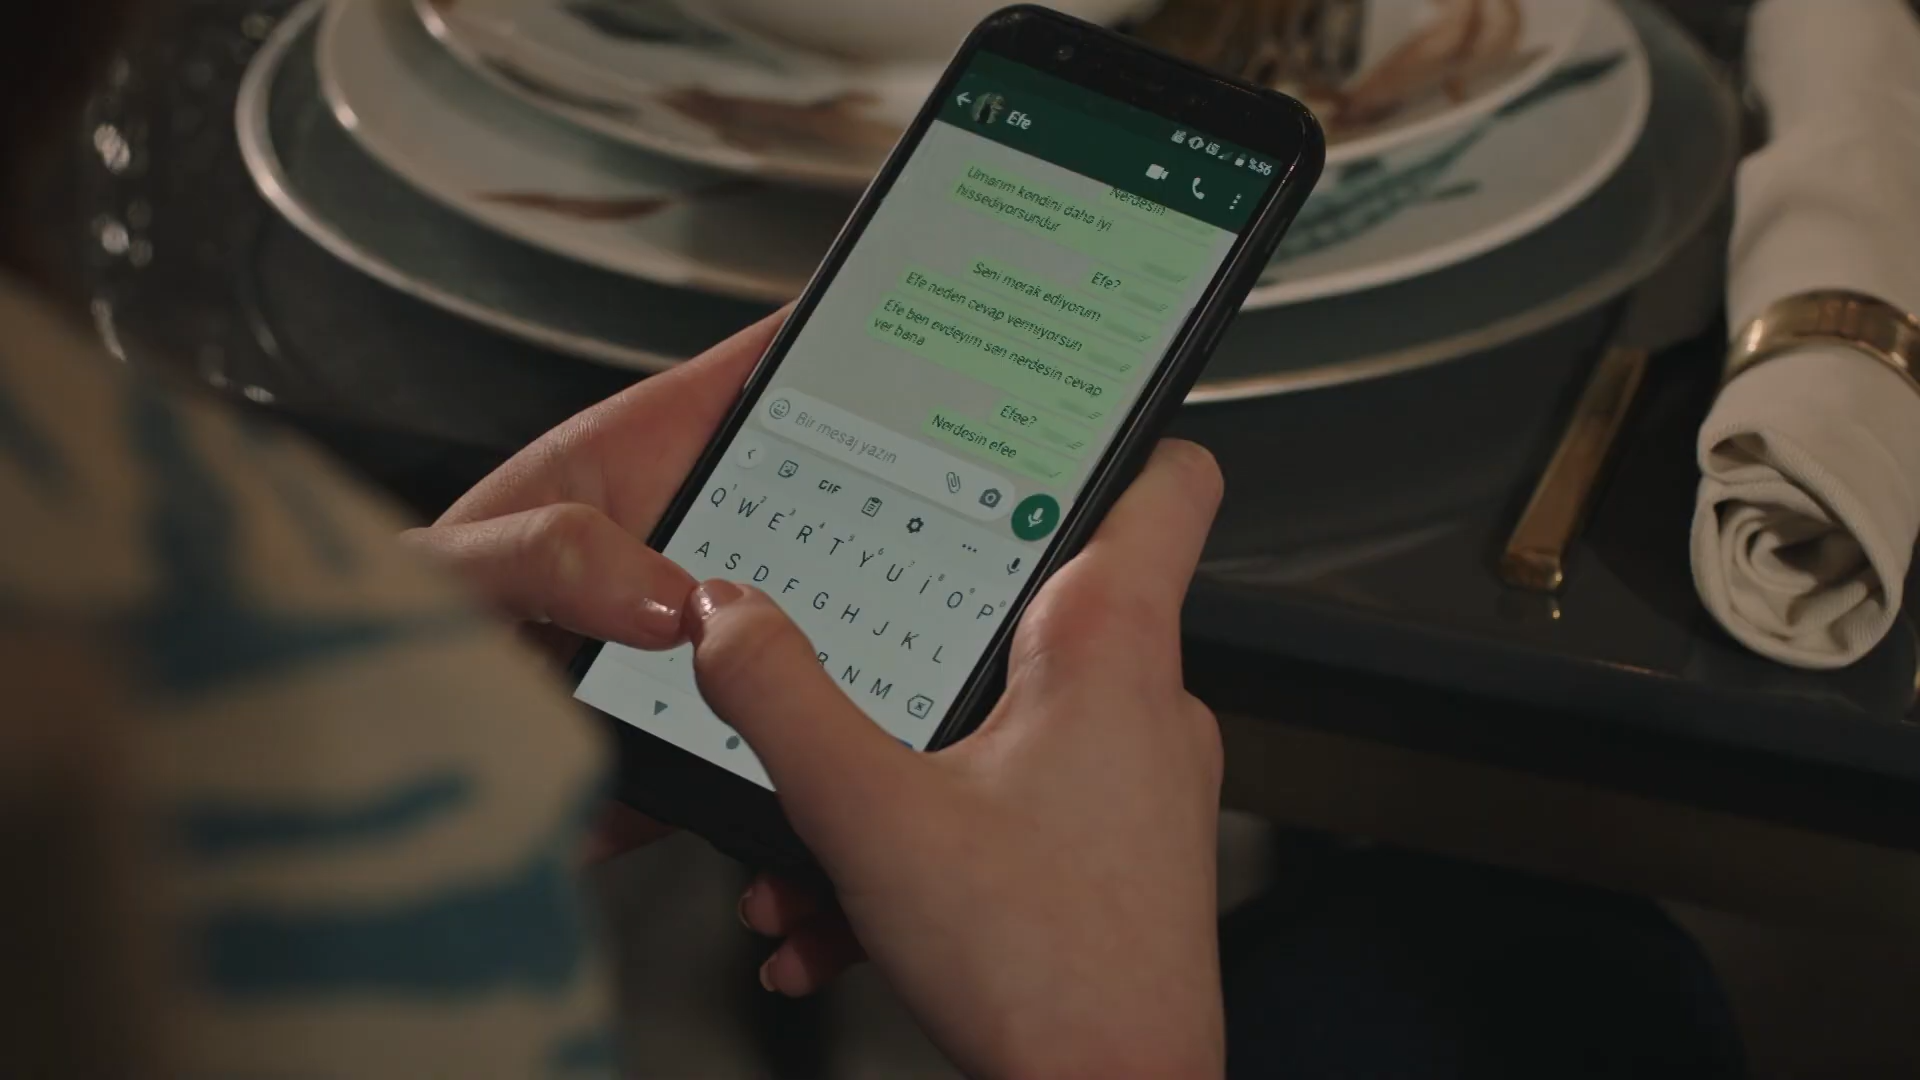 Efe
Nerdesin
Umarım kendini daha iyi
hissediyorsundur
Efe?
Seni merak ediyorum
Efe neden cevap vermiyorsun
Efe ben evdeyim sen nerdesin cevap
ver bana
Efee?
Nerdesin efee
Bir mesaj yazın
GIF
Q W E R T Y U İ O P
A S D F G H J K L
B N M